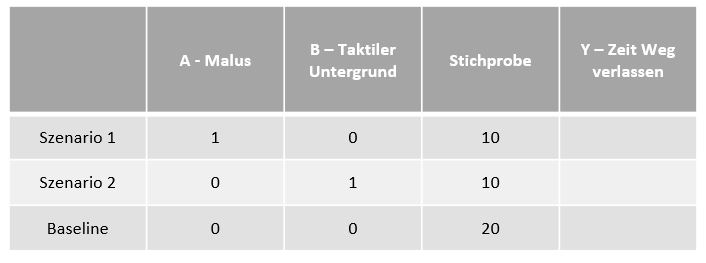 A - Malus
B – Taktiler
Untergrund
Stichprobe
Y – Zeit Weg
verlassen
Szenario 1 1 0 10
Szenario 2 0 1 10
Baseline 0 0 20